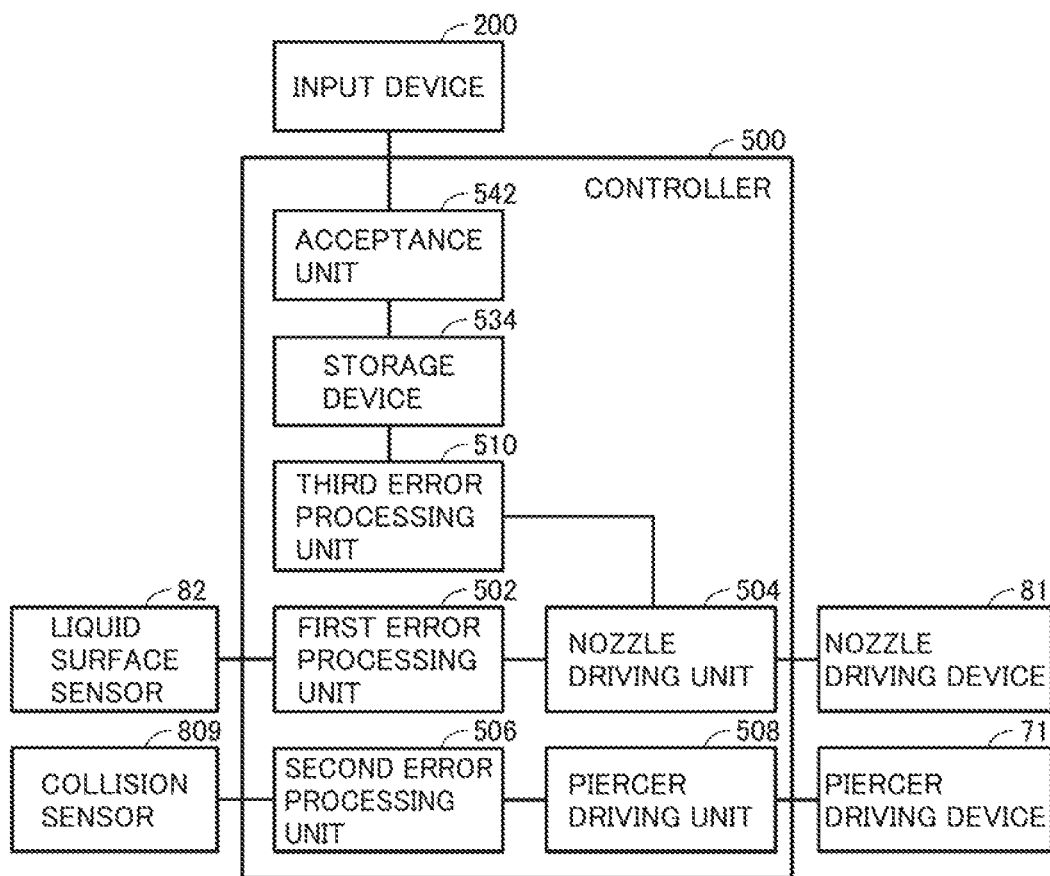 200
INPUT DEVICE
500
CONTROLLER
542
ACCEPTANCE
UNIT
534
STORAGE
DEVICE
510
THIRD ERROR
PROCESSING
UNIT
82
LIQUID
SURFACE
SENSOR
502
FIRST ERROR
PROCESSING
UNIT
504
NOZZLE
DRIVING UNIT
81
NOZZLE
DRIVING DEVICE
809
COLLISION
SENSOR
506
SECOND ERROR
PROCESSING
UNIT
508
PIERCER
DRIVING UNIT
71
PIERCER
DRIVING DEVICE